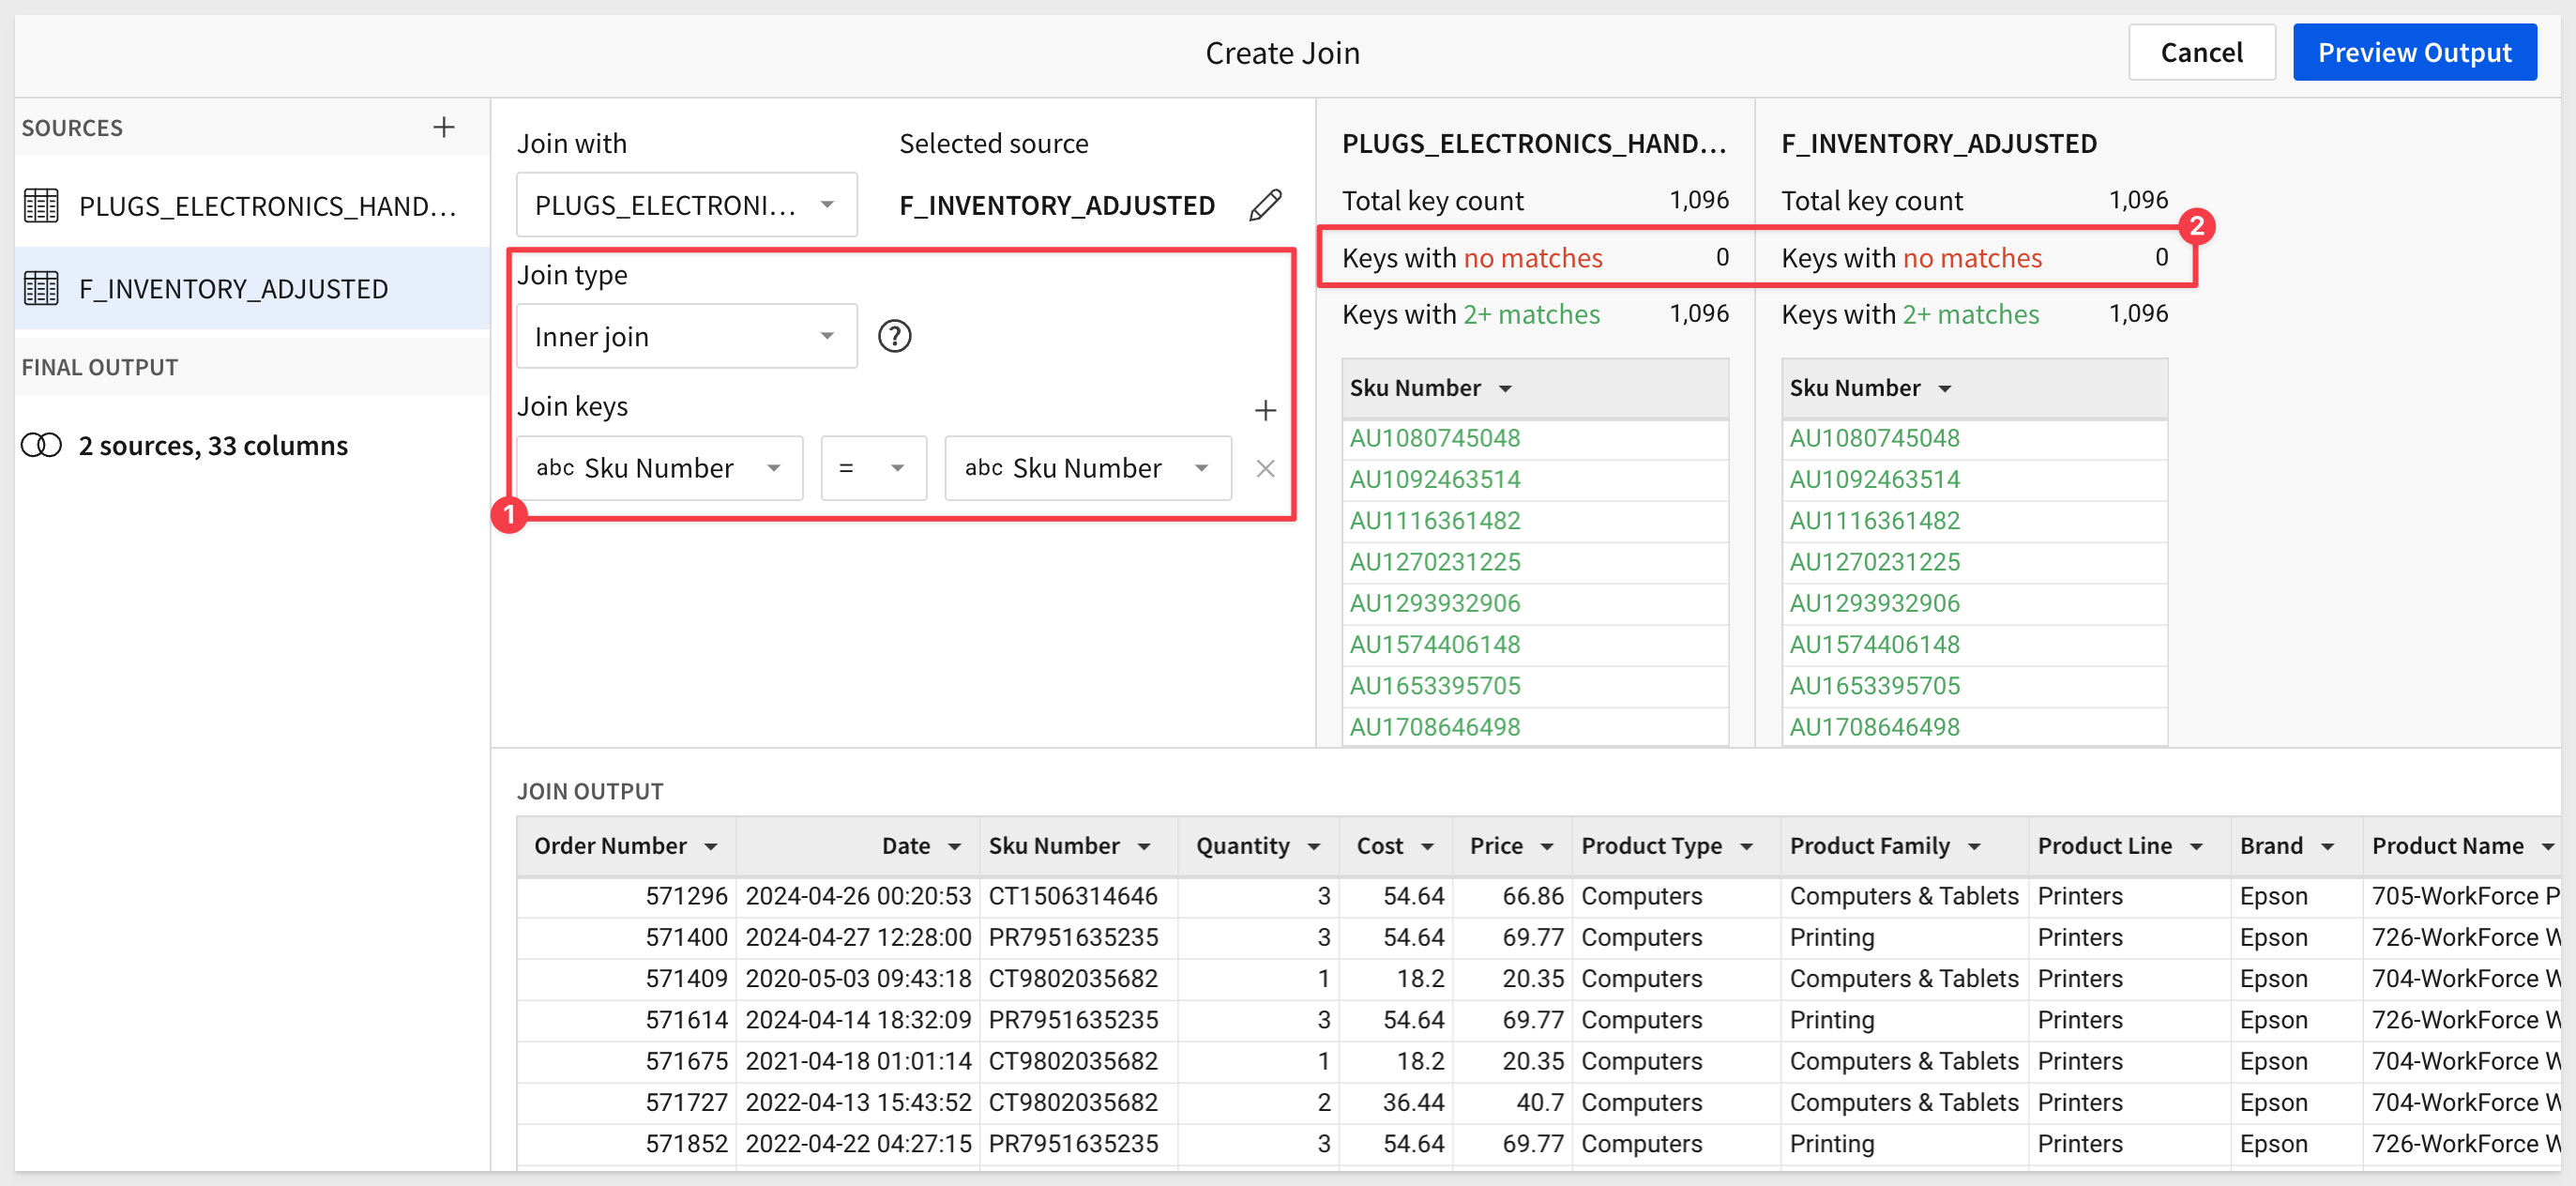 Create Join
Cancel
Preview Output
SOURCES
PLUGS_ELECTRONICS_HAND...
F_INVENTORY_ADJUSTED
FINAL OUTPUT
2 sources, 33 columns
Join with
Selected source
PLUGS_ELECTRONI...
F_INVENTORY_ADJUSTED
Join type
Inner join
?
Join keys
abc Sku Number
=
abc Sku Number
1
PLUGS_ELECTRONICS_HAND...
Total key count 1,096
Keys with no matches 0
Keys with 2+ matches 1,096
Sku Number
AU1080745048
AU1092463514
AU1116361482
AU1270231225
AU1293932906
AU1574406148
AU1653395705
AU1708646498
F_INVENTORY_ADJUSTED
Total key count 1,096
2
Keys with no matches 0
Keys with 2+ matches 1,096
Sku Number
AU1080745048
AU1092463514
AU1116361482
AU1270231225
AU1293932906
AU1574406148
AU1653395705
AU1708646498
JOIN OUTPUT
Order Number Date Sku Number Quantity Cost Price Product Type Product Family Product Line Brand Product Name
571296 2024-04-26 00:20:53 CT1506314646 3 54.64 66.86 Computers Computers & Tablets Printers Epson 705-WorkForce P
571400 2024-04-27 12:28:00 PR7951635235 3 54.64 69.77 Computers Printing Printers Epson 726-WorkForce W
571409 2020-05-03 09:43:18 CT9802035682 1 18.2 20.35 Computers Computers & Tablets Printers Epson 704-WorkForce W
571614 2024-04-14 18:32:09 PR7951635235 3 54.64 69.77 Computers Printing Printers Epson 726-WorkForce W
571675 2021-04-18 01:01:14 CT9802035682 1 18.2 20.35 Computers Computers & Tablets Printers Epson 704-WorkForce W
571727 2022-04-13 15:43:52 CT9802035682 2 36.44 40.7 Computers Computers & Tablets Printers Epson 704-WorkForce W
571852 2022-04-22 04:27:15 PR7951635235 3 54.64 69.77 Computers Printing Printers Epson 726-WorkForce W